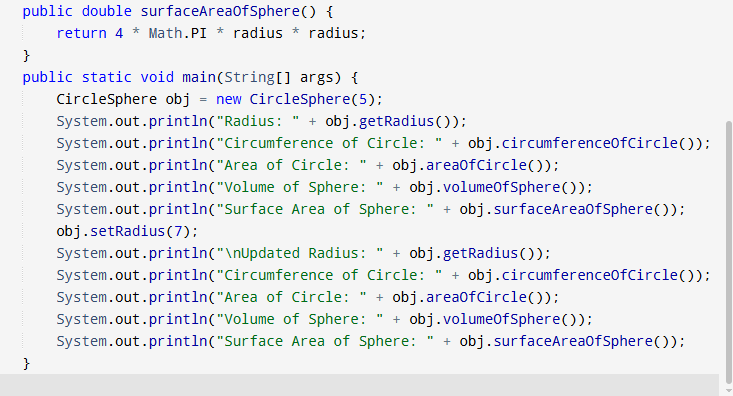 public double surfaceAreaOfSphere() {
return 4 * Math.PI * radius * radius;
}
public static void main(String[] args) {
CircleSphere obj = new CircleSphere(5);
System.out.println("Radius: " + obj.getRadius());
System.out.println("Circumference of Circle: " + obj.circumferenceOfCircle());
System.out.println("Area of Circle: " + obj.areaOfCircle());
System.out.println("Volume of Sphere: " + obj.volumeOfSphere());
System.out.println("Surface Area of Sphere: " + obj.surfaceAreaOfSphere());
obj.setRadius(7);
System.out.println("\nUpdated Radius: " + obj.getRadius());
System.out.println("Circumference of Circle: " + obj.circumferenceOfCircle());
System.out.println("Area of Circle: " + obj.areaOfCircle());
System.out.println("Volume of Sphere: " + obj.volumeOfSphere());
System.out.println("Surface Area of Sphere: " + obj.surfaceAreaOfSphere());
}